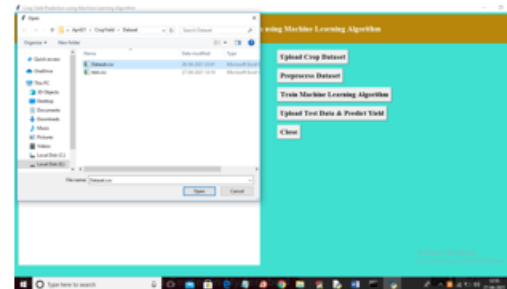 Crop Yield Prediction using Machine Learning Algorithm
Open
CropYield > Dataset
Search Dataset
using Machine Learning Algorithm
Organize
New folder
Name
Date modified
Type
Quick access
OneDrive
This PC
3D Objects
Desktop
Documents
Downloads
Music
Pictures
Videos
Local Disk (C:)
Local Disk (E:)
Dataset.csv
test.csv
File name: Dataset.csv
Open
Cancel
Upload Crop Dataset
Preprocess Dataset
Train Machine Learning Algorithm
Upload Test Data & Predict Yield
Close
Type here to search